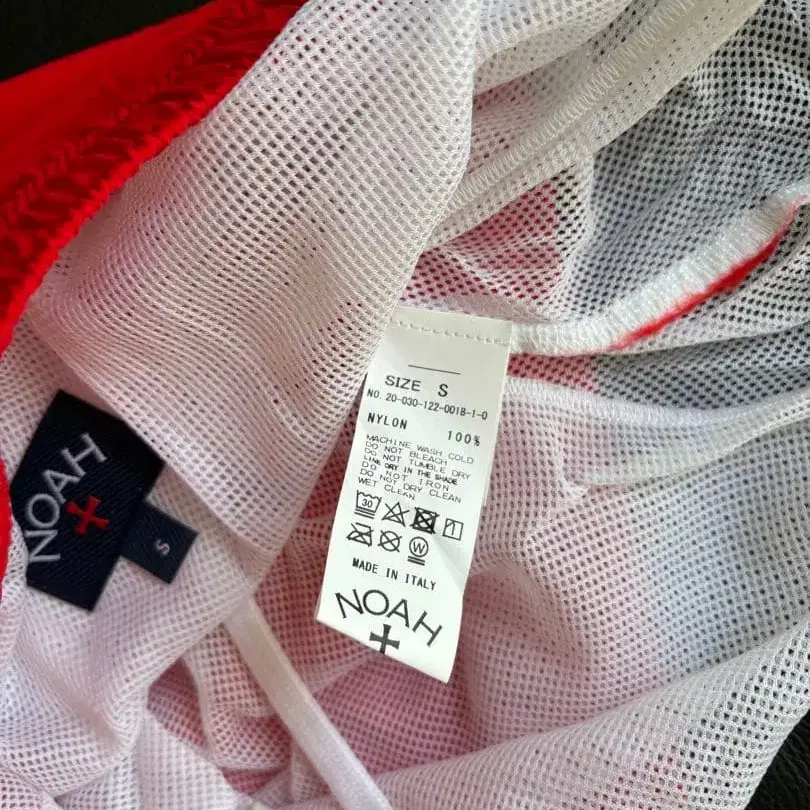 NOAH
S
SIZE S
NO. 20-030-122-0018-1-0
NYLON 100%
MACHINE WASH COLD
DO NOT BLEACH
DO NOT TUMBLE DRY
LINE DRY IN THE SHADE
DO NOT IRON
DO NOT DRY CLEAN
WET CLEAN
30
W
MADE IN ITALY
NOAH